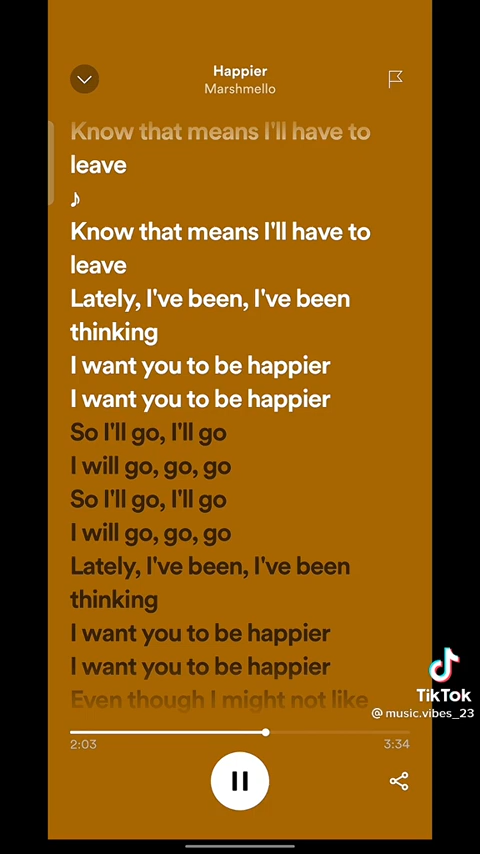 Happier
Marshmello
Know that means I'll have to
leave
♪
Know that means I'll have to
leave
Lately, I've been, I've been
thinking
I want you to be happier
I want you to be happier
So I'll go, I'll go
I will go, go, go
So I'll go, I'll go
I will go, go, go
Lately, I've been, I've been
thinking
I want you to be happier
I want you to be happier
Even though I might not like
TikTok
@music.vibes_23
2:03
3:34